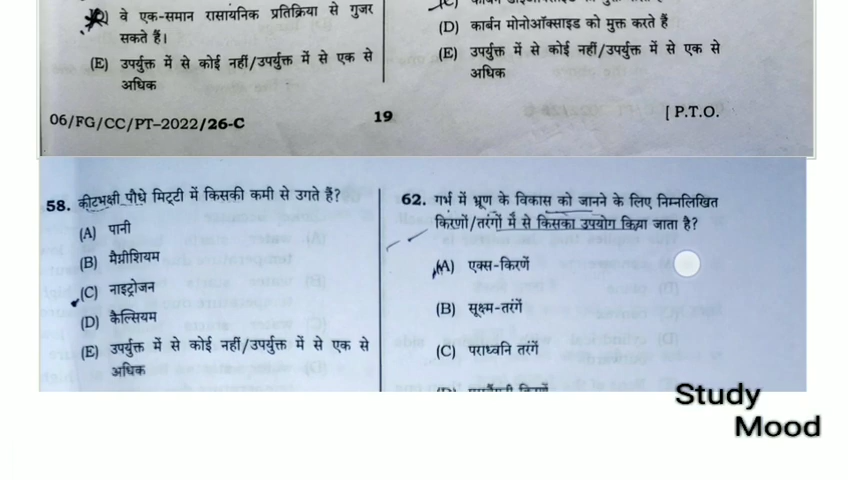 वे एक-समान रासायनिक प्रतिक्रिया से गुजर
सकते हैं।
(E) उपर्युक्त में से कोई नहीं/उपर्युक्त में से एक से
अधिक
(D) कार्बन मोनोऑक्साइड को मुक्त करते हैं
(E) उपर्युक्त में से कोई नहीं/उपर्युक्त में से एक से
अधिक
06/FG/CC/PT–2022/26-C
19
[ P.T.O.
58. कीटभक्षी पौधे मिट्टी में किसकी कमी से उगते हैं?
(A) पानी
(B) मैग्नीशियम
(C) नाइट्रोजन
(D) कैल्सियम
(E) उपर्युक्त में से कोई नहीं/उपर्युक्त में से एक से
अधिक
62. गर्भ में भ्रूण के विकास को जानने के लिए निम्नलिखित
किरणों/तरंगों में से किसका उपयोग किया जाता है?
(A) एक्स-किरणें
(B) सूक्ष्म-तरंगें
(C) पराध्वनि तरंगें
Study
Mood